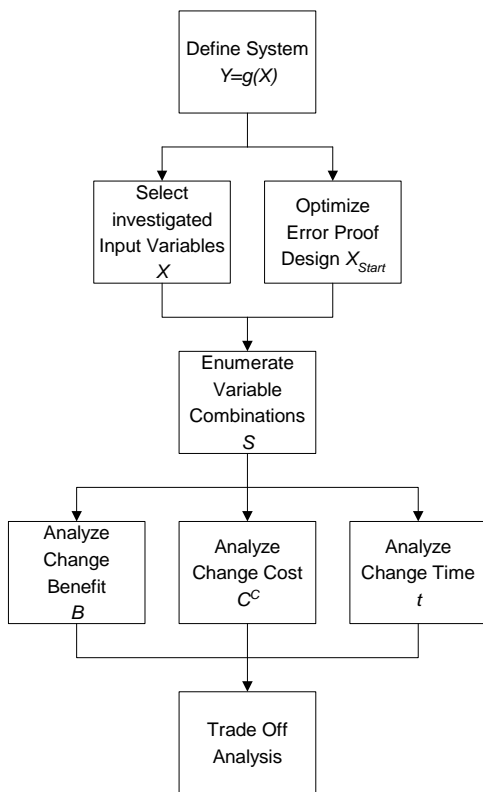 Define System
Y=g(X)
Select
investigated
Input Variables
X
Optimize
Error Proof
Design X_Start
Enumerate
Variable
Combinations
S
Analyze
Change
Benefit
B
Analyze
Change Cost
C^C
Analyze
Change Time
t
Trade Off
Analysis